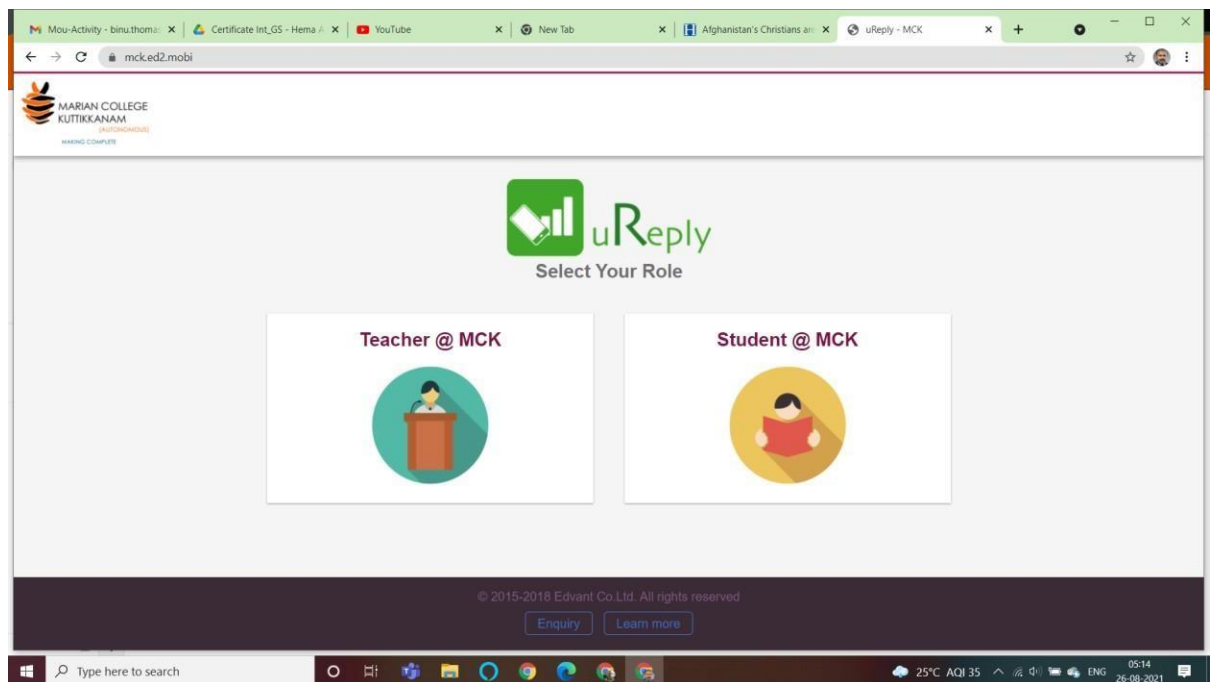 Mou-Activity - binu.thomas
Certificate Int_GS - Hema A
YouTube
New Tab
Afghanistan's Christians are
uReply - MCK
mck.ed2.mobi
MARIAN COLLEGE
KUTTIKKANAM
(AUTONOMOUS)
MAKING COMPLETE
uReply
Select Your Role
Teacher @ MCK
Student @ MCK
© 2015-2018 Edvant Co.Ltd. All rights reserved
Enquiry
Learn more
Type here to search
25°C AQI 35
ENG
05:14
26-08-2021